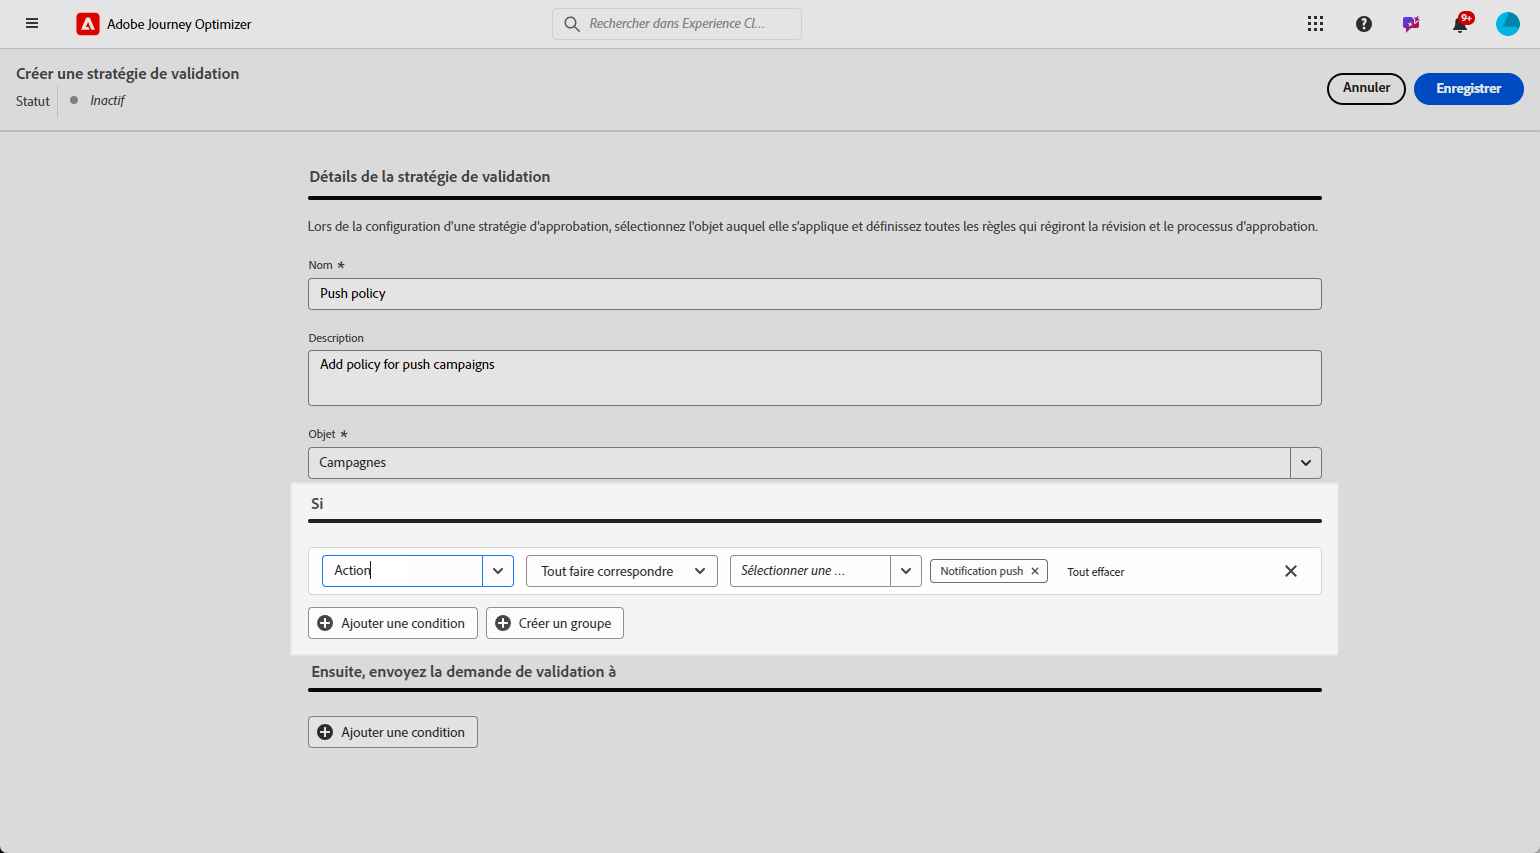 Adobe Journey Optimizer
Rechercher dans Experience Cl...
9+
Créer une stratégie de validation
Statut
Inactif
Annuler
Enregistrer
Détails de la stratégie de validation
Lors de la configuration d'une stratégie d'approbation, sélectionnez l'objet auquel elle s'applique et définissez toutes les règles qui régiront la révision et le processus d'approbation.
Nom *
Push policy
Description
Add policy for push campaigns
Objet *
Campagnes
Si
Action
Tout faire correspondre
Sélectionner une ...
Notification push
Tout effacer
Ajouter une condition
Créer un groupe
Ensuite, envoyez la demande de validation à
Ajouter une condition